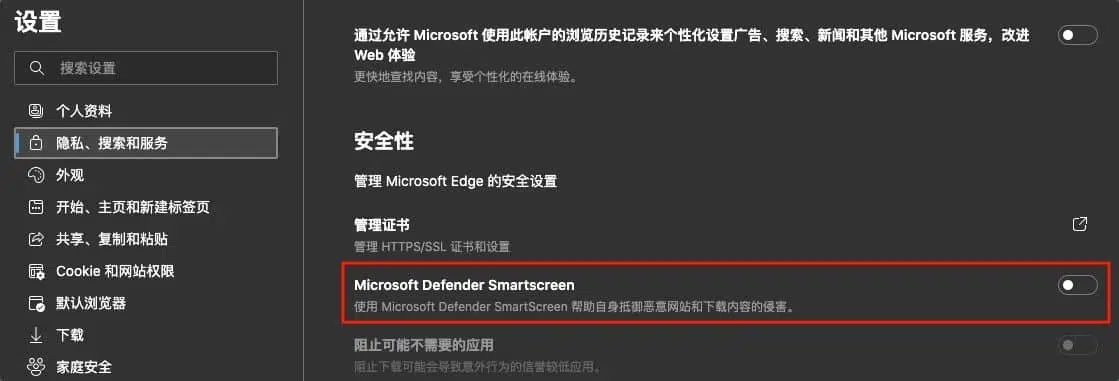 设置
搜索设置
个人资料
隐私、搜索和服务
外观
开始、主页和新建标签页
共享、复制和粘贴
Cookie 和网站权限
默认浏览器
下载
家庭安全
通过允许 Microsoft 使用此帐户的浏览历史记录来个性化设置广告、搜索、新闻和其他 Microsoft 服务，改进
Web 体验
更快地查找内容，享受个性化的在线体验。
安全性
管理 Microsoft Edge 的安全设置
管理证书
管理 HTTPS/SSL 证书和设置
Microsoft Defender Smartscreen
使用 Microsoft Defender SmartScreen 帮助自身抵御恶意网站和下载内容的侵害。
阻止可能不需要的应用
阻止下载可能会导致意外行为的信誉较低应用。